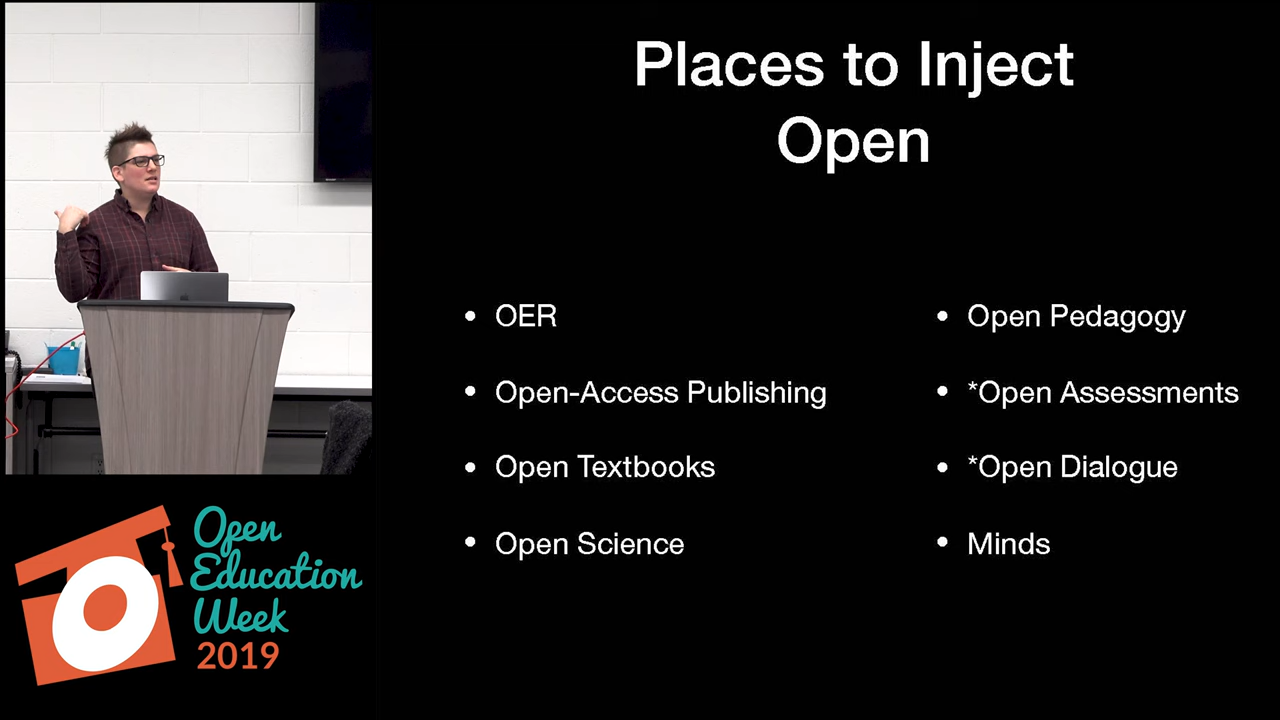 Places to Inject
Open
OER
Open-Access Publishing
Open Textbooks
Open Science
Open Pedagogy
*Open Assessments
*Open Dialogue
Minds
Open
Education
Week
2019